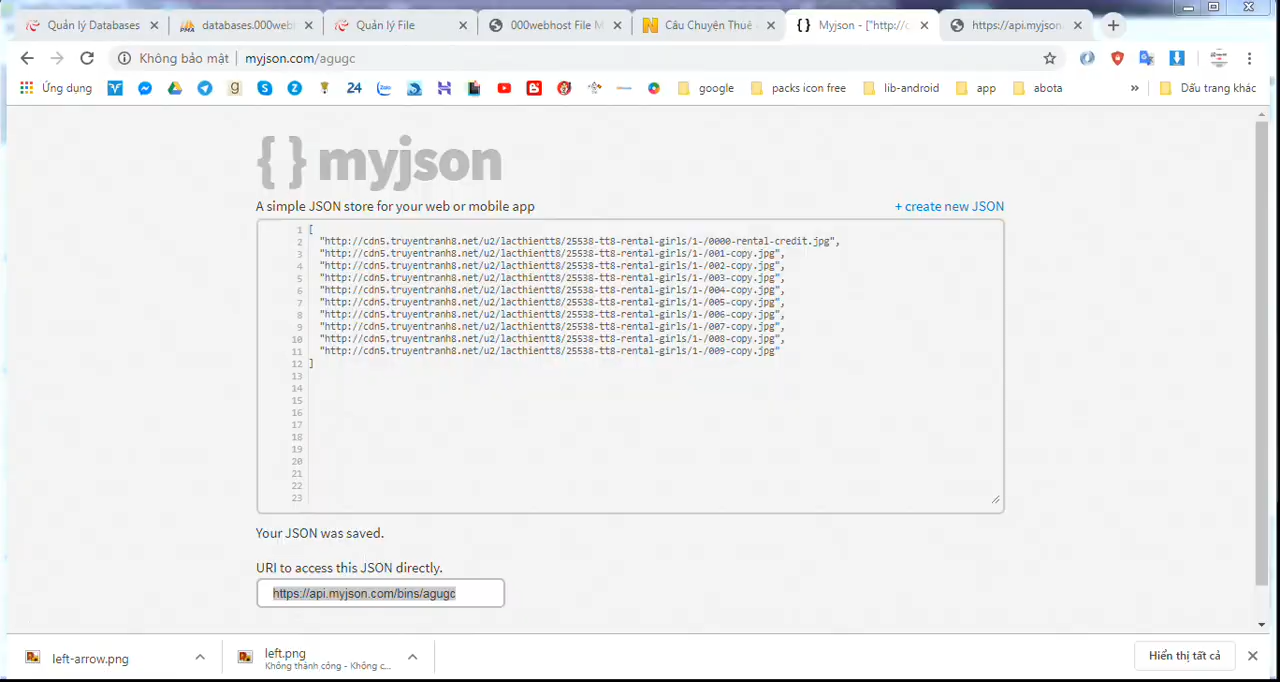 Quản lý Databases
databases.000web
Quản lý File
000webhost File M
Câu Chuyện Thuê
Myjson - ["http://c
https://api.myjson.
Không bảo mật
myjson.com/agugc
Ứng dụng
24
google
packs icon free
lib-android
app
abota
»
Dấu trang khác
{ } myjson
A simple JSON store for your web or mobile app
+ create new JSON
1 [
2 "http://cdn5.truyentranh8.net/u2/lacthientt8/25538-tt8-rental-girls/1-/0000-rental-credit.jpg",
3 "http://cdn5.truyentranh8.net/u2/lacthientt8/25538-tt8-rental-girls/1-/001-copy.jpg",
4 "http://cdn5.truyentranh8.net/u2/lacthientt8/25538-tt8-rental-girls/1-/002-copy.jpg",
5 "http://cdn5.truyentranh8.net/u2/lacthientt8/25538-tt8-rental-girls/1-/003-copy.jpg",
6 "http://cdn5.truyentranh8.net/u2/lacthientt8/25538-tt8-rental-girls/1-/004-copy.jpg",
7 "http://cdn5.truyentranh8.net/u2/lacthientt8/25538-tt8-rental-girls/1-/005-copy.jpg",
8 "http://cdn5.truyentranh8.net/u2/lacthientt8/25538-tt8-rental-girls/1-/006-copy.jpg",
9 "http://cdn5.truyentranh8.net/u2/lacthientt8/25538-tt8-rental-girls/1-/007-copy.jpg",
10 "http://cdn5.truyentranh8.net/u2/lacthientt8/25538-tt8-rental-girls/1-/008-copy.jpg",
11 "http://cdn5.truyentranh8.net/u2/lacthientt8/25538-tt8-rental-girls/1-/009-copy.jpg"
12 ]
13
14
15
16
17
18
19
20
21
22
23
Your JSON was saved.
URI to access this JSON directly.
https://api.myjson.com/bins/agugc
left-arrow.png
left.png
Không thành công - Không c...
Hiển thị tất cả